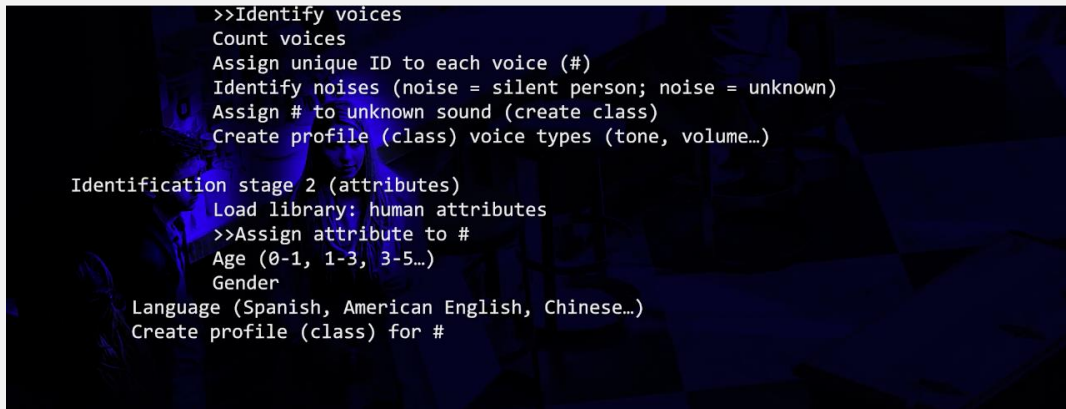 >>Identify voices
Count voices
Assign unique ID to each voice (#)
Identify noises (noise = silent person; noise = unknown)
Assign # to unknown sound (create class)
Create profile (class) voice types (tone, volume…)
Identification stage 2 (attributes)
Load library: human attributes
>>Assign attribute to #
Age (0-1, 1-3, 3-5…)
Gender
Language (Spanish, American English, Chinese…)
Create profile (class) for #